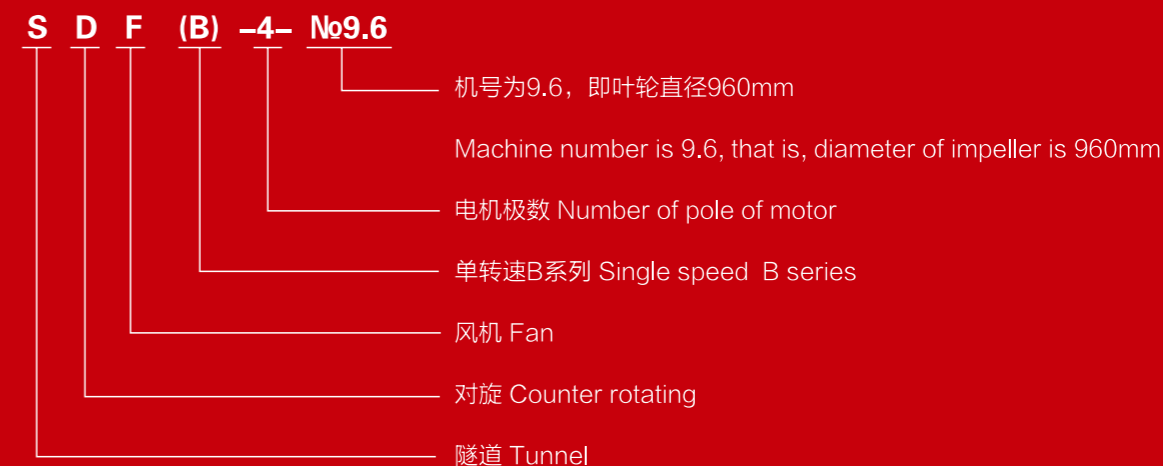 S D F (B) –4– №9.6
机号为9.6，即叶轮直径960mm
Machine number is 9.6, that is, diameter of impeller is 960mm
电机极数 Number of pole of motor
单转速B系列 Single speed B series
风机 Fan
对旋 Counter rotating
隧道 Tunnel